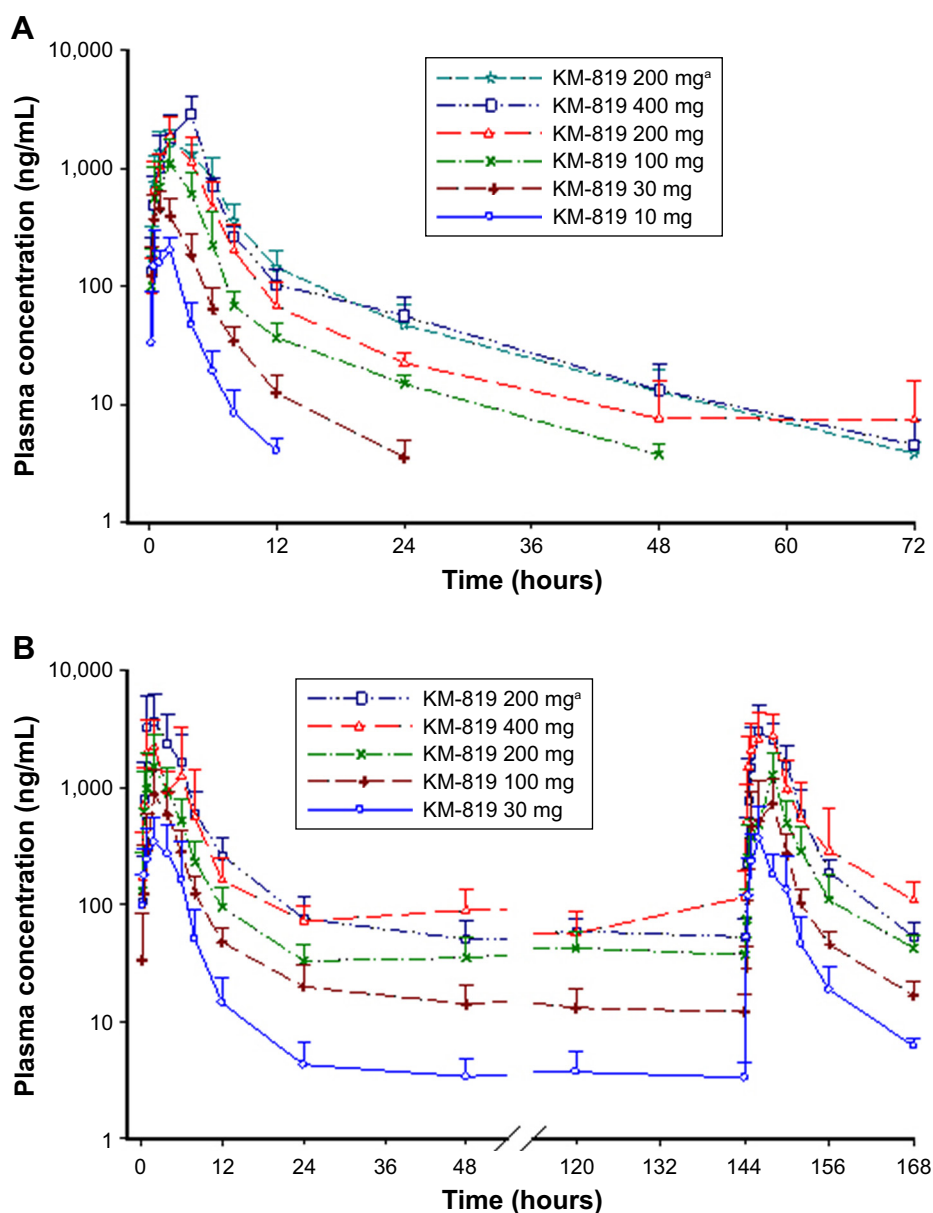 A
10,000
1,000
100
10
1
Plasma concentration (ng/mL)
KM-819 200 mgᵃ
KM-819 400 mg
KM-819 200 mg
KM-819 100 mg
KM-819 30 mg
KM-819 10 mg
0 12 24 36 48 60 72
Time (hours)
B
10,000
1,000
100
10
1
Plasma concentration (ng/mL)
KM-819 200 mgᵃ
KM-819 400 mg
KM-819 200 mg
KM-819 100 mg
KM-819 30 mg
0 12 24 36 48 120 132 144 156 168
Time (hours)